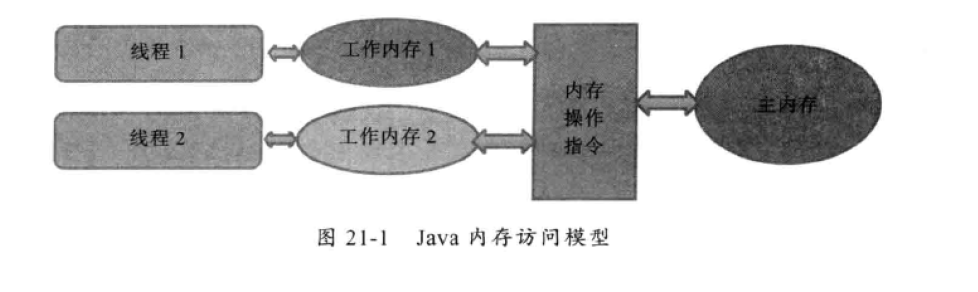 线程 1
工作内存 1
线程 2
工作内存 2
内存
操作
指令
主内存
图 21-1 Java 内存访问模型